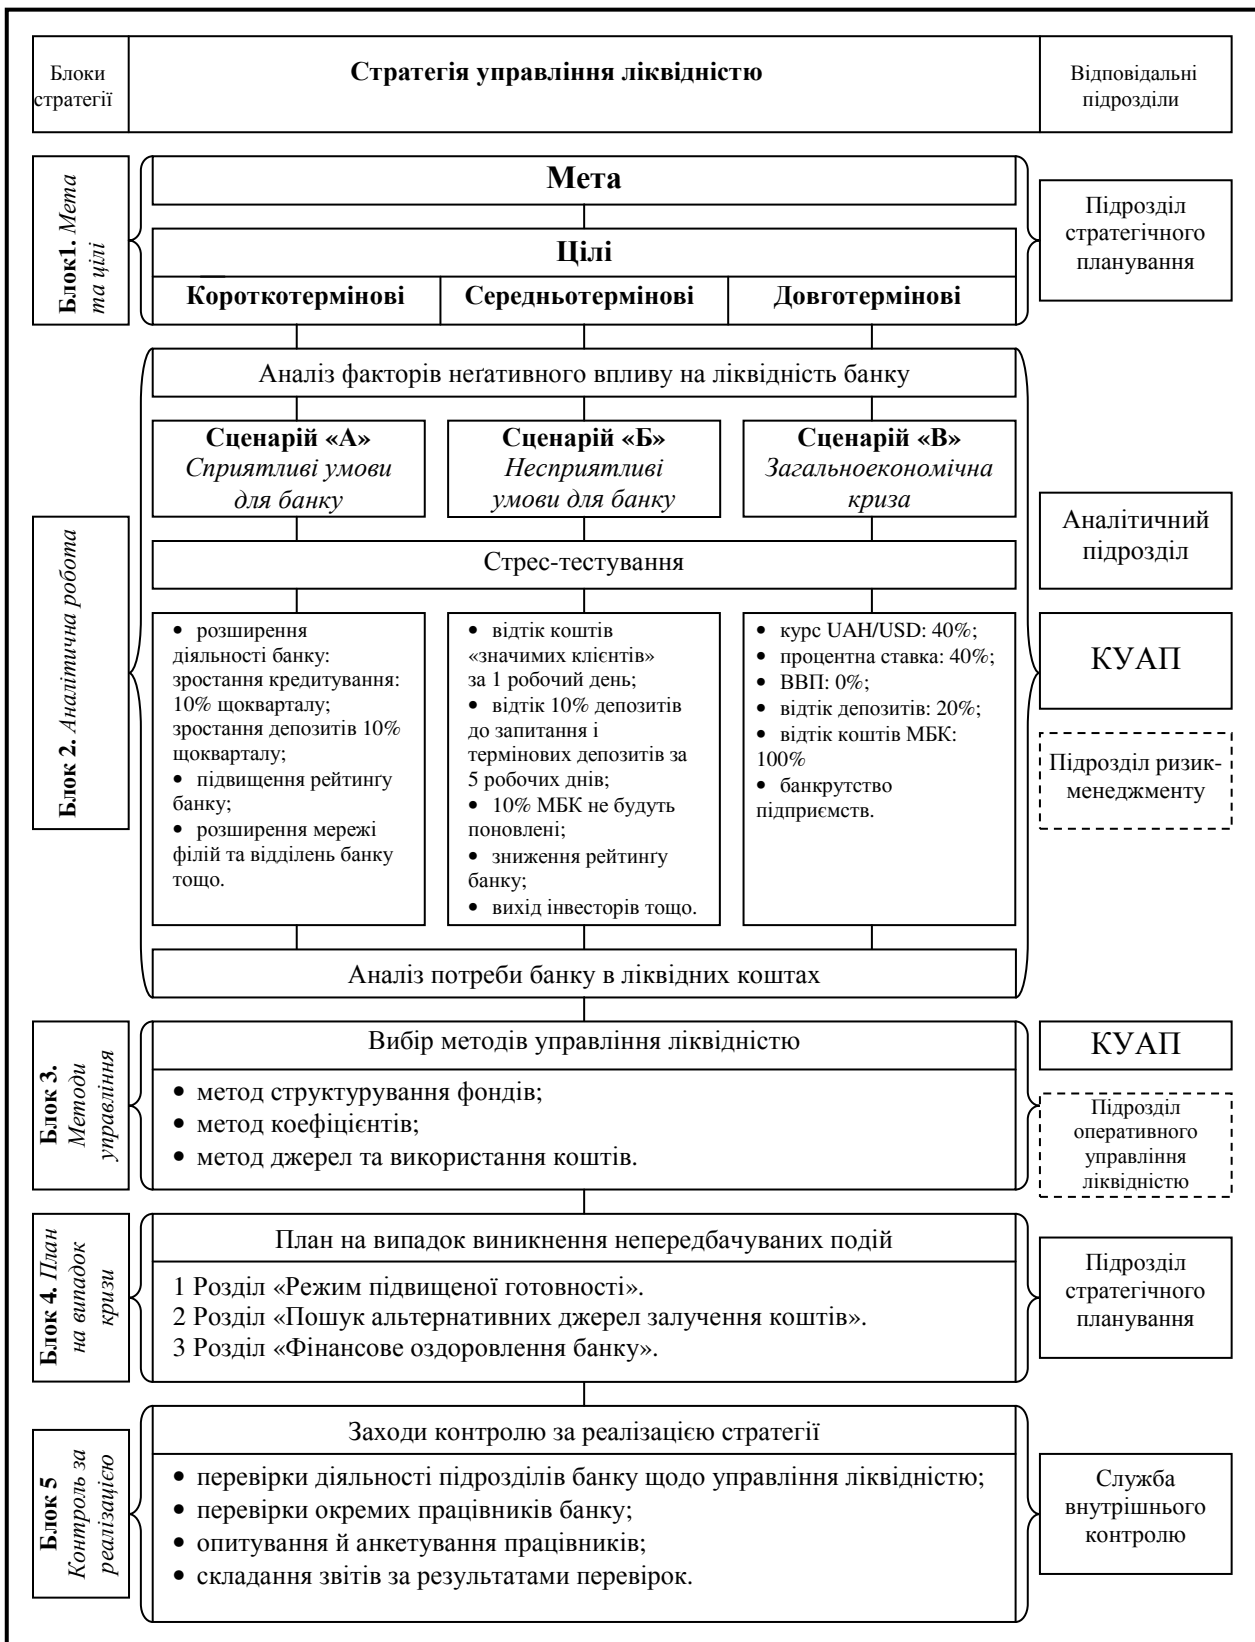 Блоки
стратегії
Стратегія управління ліквідністю
Відповідальні
підрозділи
Блок1. Мета
та цілі
Мета
Цілі
Короткотермінові
Середньотермінові
Довготермінові
Підрозділ
стратегічного
планування
Блок 2. Аналітична робота
Аналіз факторів неґативного впливу на ліквідність банку
Сценарій «А»
Сприятливі умови
для банку
Сценарій «Б»
Несприятливі
умови для банку
Сценарій «В»
Загальноекономічна
криза
Стрес-тестування
• розширення
діяльності банку:
зростання кредитування:
10% щокварталу;
зростання депозитів 10%
щокварталу;
• підвищення рейтинґу
банку;
• розширення мережі
філій та відділень банку
тощо.
• відтік коштів
«значимих клієнтів»
за 1 робочий день;
• відтік 10% депозитів
до запитання і
термінових депозитів за
5 робочих днів;
• 10% МБК не будуть
поновлені;
• зниження рейтинґу
банку;
• вихід інвесторів тощо.
• курс UAH/USD: 40%;
• процентна ставка: 40%;
• ВВП: 0%;
• відтік депозитів: 20%;
• відтік коштів МБК:
100%
• банкрутство
підприємств.
Аналіз потреби банку в ліквідних коштах
Аналітичний
підрозділ
КУАП
Підрозділ ризик-
менеджменту
Блок 3.
Методи
управління
Вибір методів управління ліквідністю
• метод структурування фондів;
• метод коефіцієнтів;
• метод джерел та використання коштів.
КУАП
Підрозділ
оперативного
управління
ліквідністю
Блок 4. План
на випадок
кризи
План на випадок виникнення непередбачуваних подій
1 Розділ «Режим підвищеної готовності».
2 Розділ «Пошук альтернативних джерел залучення коштів».
3 Розділ «Фінансове оздоровлення банку».
Підрозділ
стратегічного
планування
Блок 5
Контроль за
реалізацією
Заходи контролю за реалізацією стратегії
• перевірки діяльності підрозділів банку щодо управління ліквідністю;
• перевірки окремих працівників банку;
• опитування й анкетування працівників;
• складання звітів за результатами перевірок.
Служба
внутрішнього
контролю